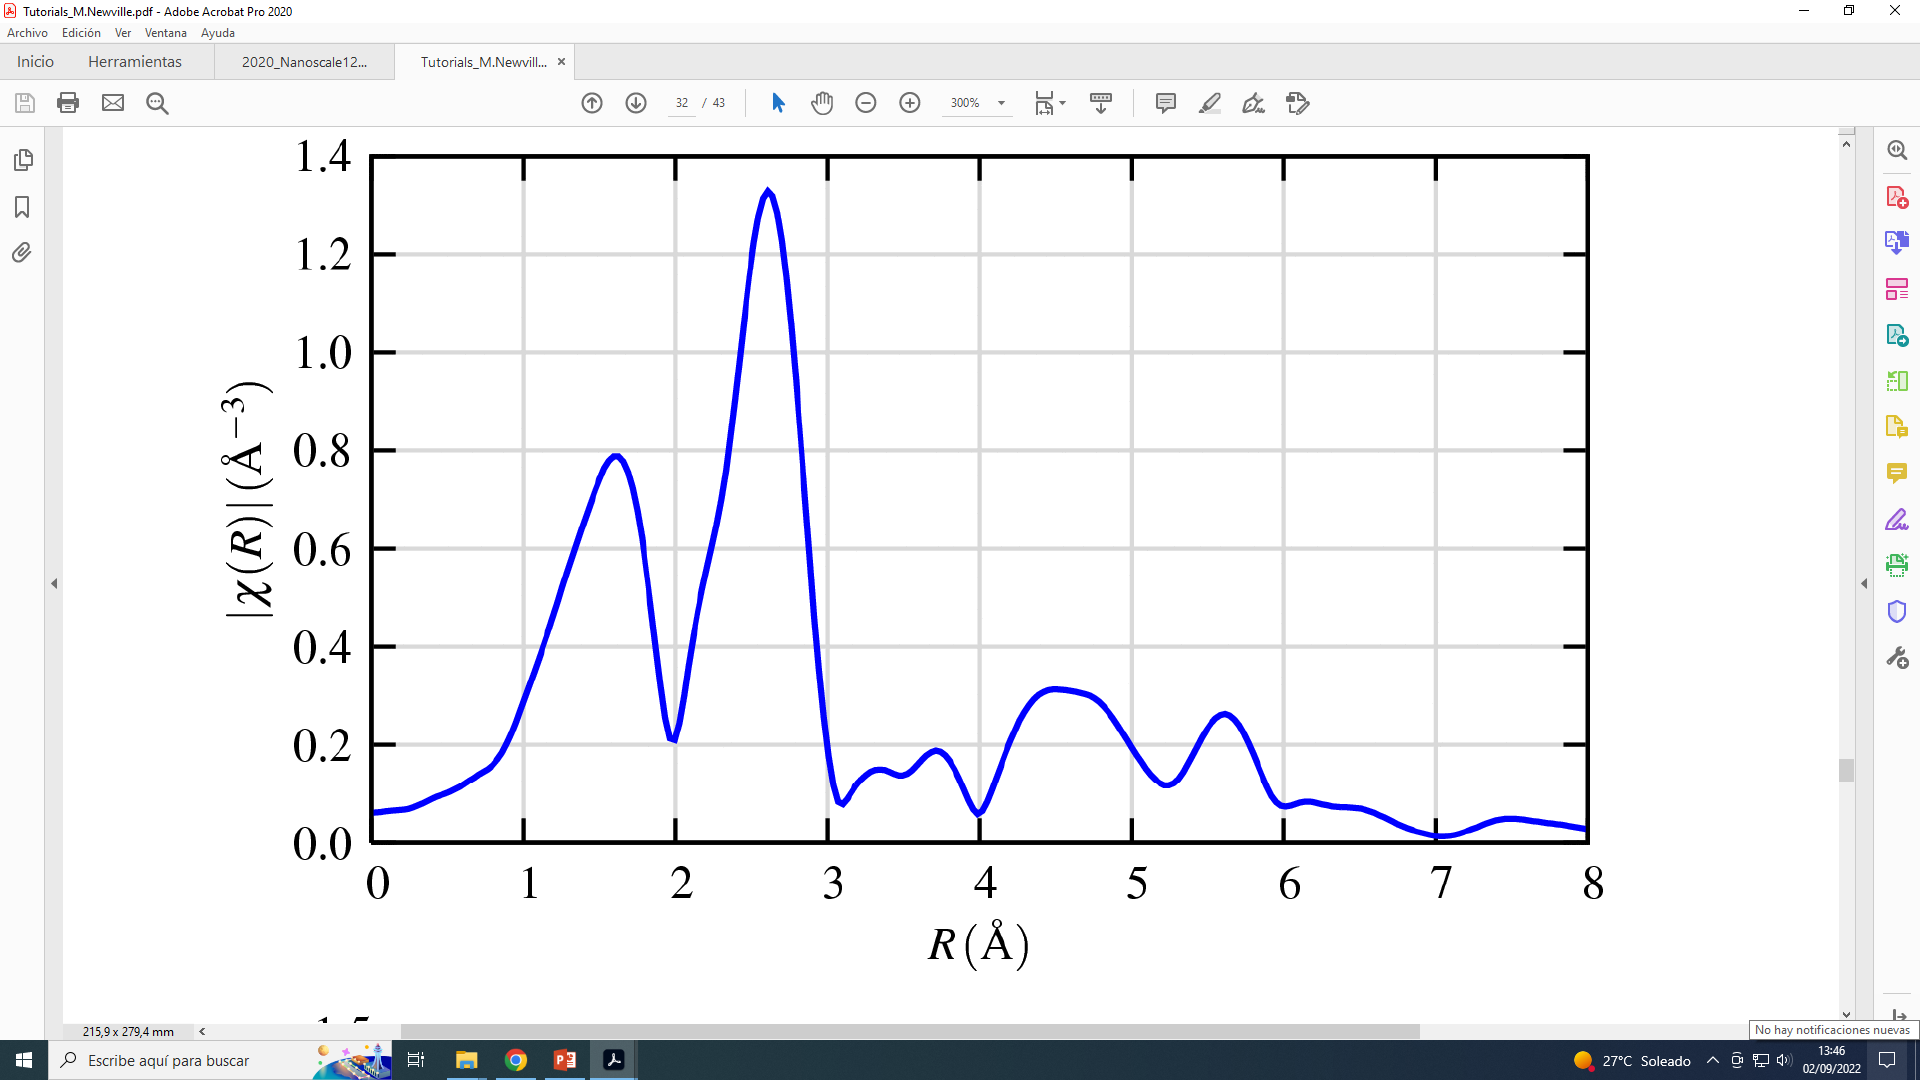 Tutorials_M.Newville.pdf - Adobe Acrobat Pro 2020
Archivo Edición Ver Ventana Ayuda
Inicio Herramientas 2020_Nanoscale12... Tutorials_M.Newvill... ×
32 / 43 300%
1.4
1.2
1.0
0.8
0.6
0.4
0.2
0.0
|χ(R)|(Å⁻³)
0 1 2 3 4 5 6 7 8
R(Å)
215,9 x 279,4 mm
No hay notificaciones nuevas
Escribe aquí para buscar
27°C Soleado
13:46
02/09/2022